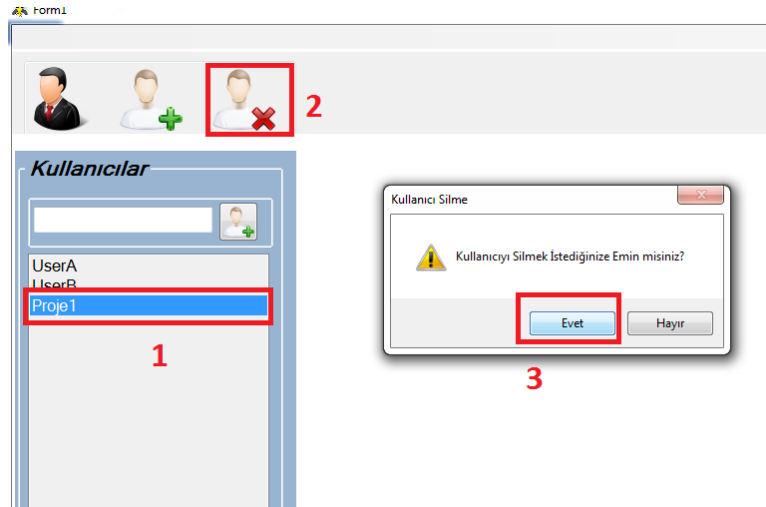 Form1
2
Kullanıcılar
Kullanıcı Silme
Kullanıcıyı Silmek İstediğinize Emin misiniz?
UserA
UserB
Proje1
Evet
Hayır
1
3